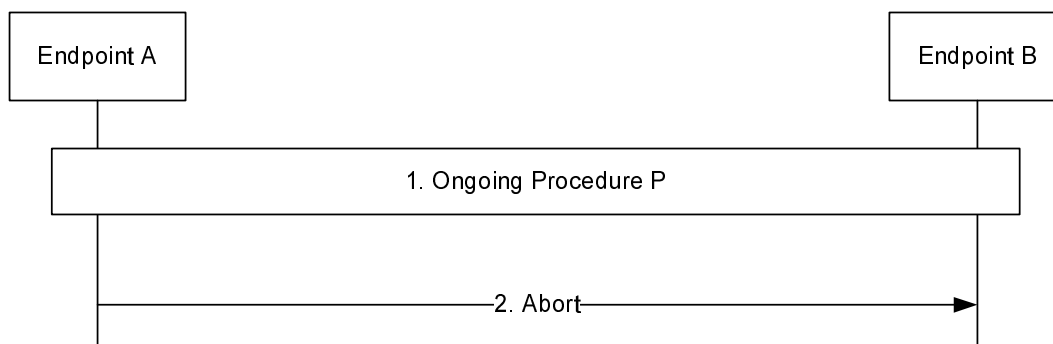 Endpoint A
Endpoint B
1. Ongoing Procedure P
2. Abort